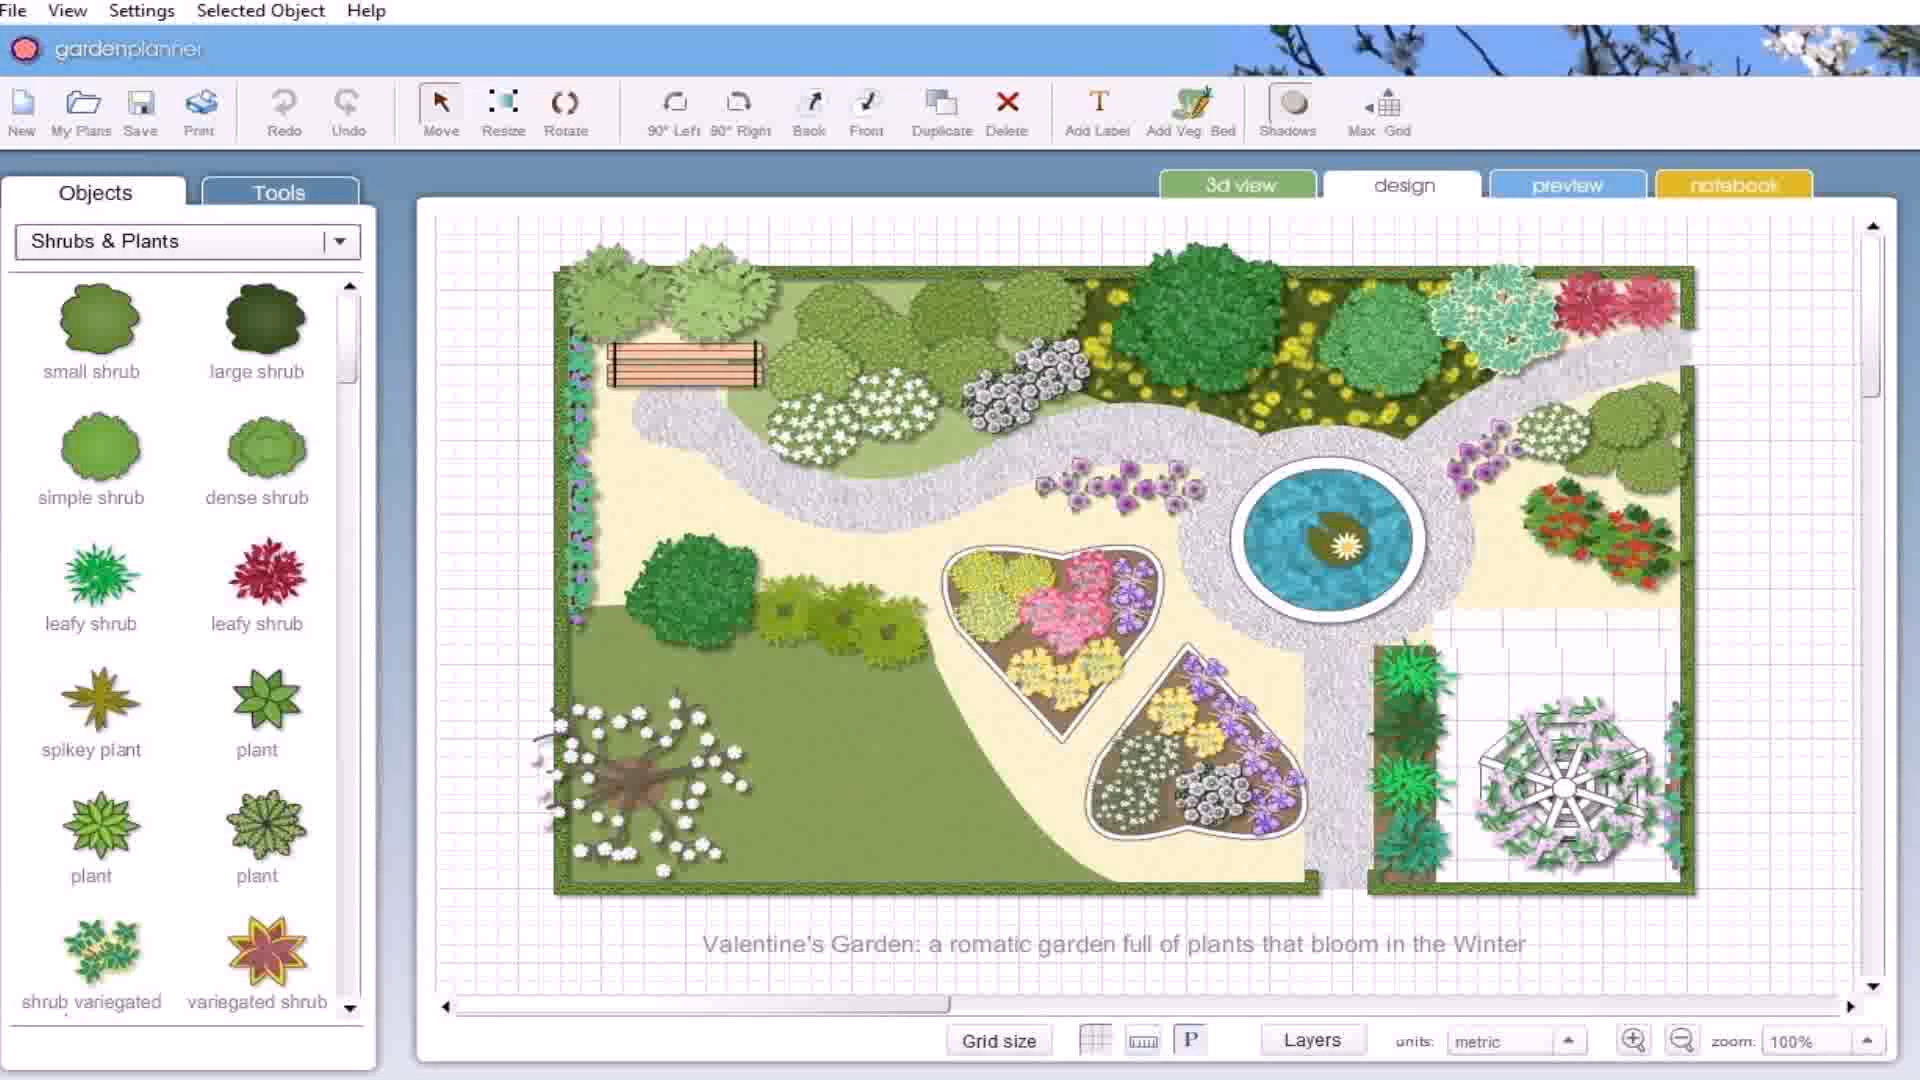 File View Settings Selected Object Help
gardenplanner
New My Plans Save Print Redo Undo Move Resize Rotate 90° Left 90° Right Back Front Duplicate Delete Add Label Add Veg Bed Shadows Max Grid
Objects Tools
3d view design preview notebook
Shrubs & Plants
small shrub large shrub
simple shrub dense shrub
leafy shrub leafy shrub
spikey plant plant
plant plant
shrub variegated variegated shrub
Valentine's Garden: a romatic garden full of plants that bloom in the Winter
Grid size P Layers units: metric zoom: 100%